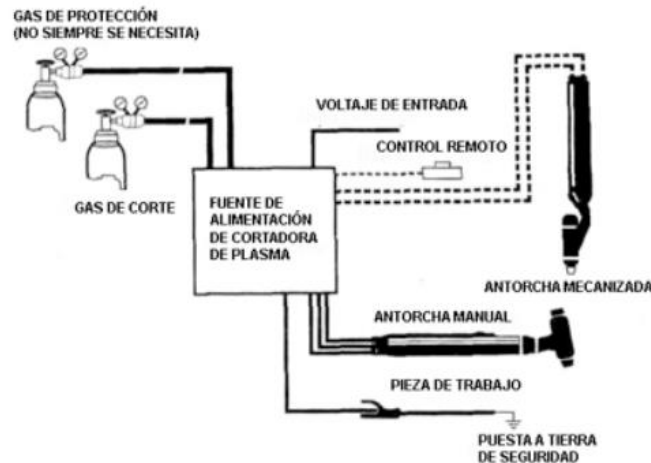 GAS DE PROTECCIÓN
(NO SIEMPRE SE NECESITA)
VOLTAJE DE ENTRADA
CONTROL REMOTO
GAS DE CORTE
FUENTE DE
ALIMENTACIÓN
DE CORTADORA
DE PLASMA
ANTORCHA MECANIZADA
ANTORCHA MANUAL
PIEZA DE TRABAJO
PUESTA A TIERRA
DE SEGURIDAD